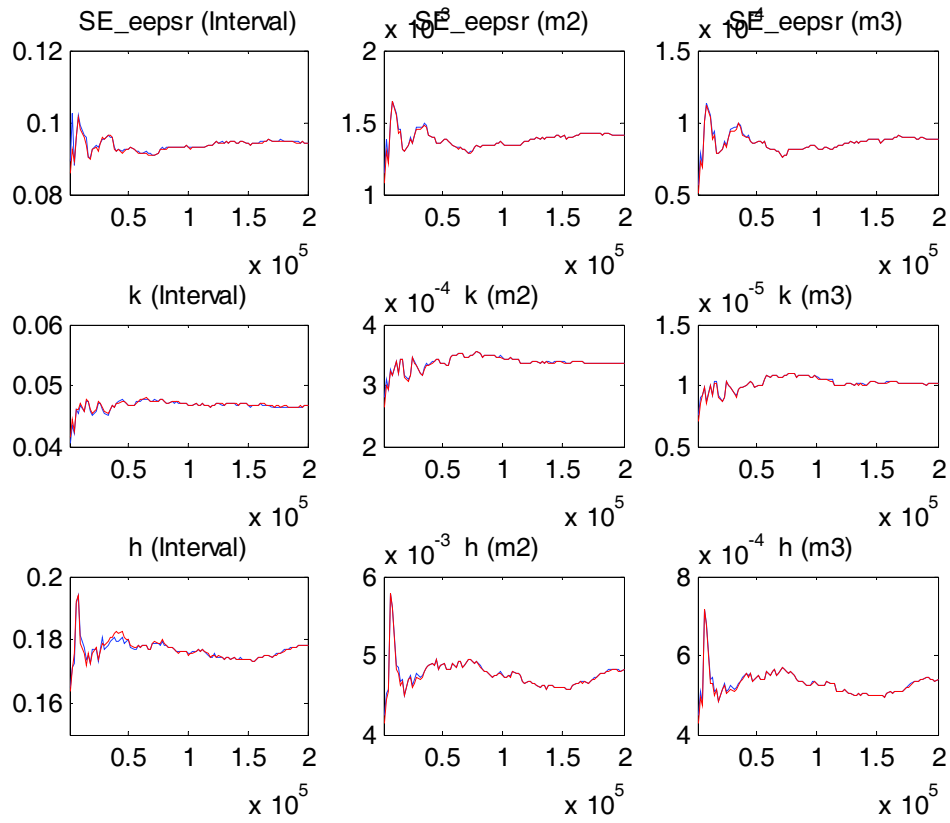 SE_eepsr (Interval)
0.12
0.1
0.08
0.5 1 1.5 2
x 10^5
x 10^-3
SE_eepsr (m2)
2
1.5
1
0.5 1 1.5 2
x 10^5
x 10^-4
SE_eepsr (m3)
1.5
1
0.5
0.5 1 1.5 2
x 10^5
k (Interval)
0.06
0.05
0.04
0.5 1 1.5 2
x 10^5
x 10^-4 k (m2)
4
3
2
0.5 1 1.5 2
x 10^5
x 10^-5 k (m3)
1.5
1
0.5
0.5 1 1.5 2
x 10^5
h (Interval)
0.2
0.18
0.16
0.5 1 1.5 2
x 10^5
x 10^-3 h (m2)
6
5
4
0.5 1 1.5 2
x 10^5
x 10^-4 h (m3)
8
6
4
0.5 1 1.5 2
x 10^5